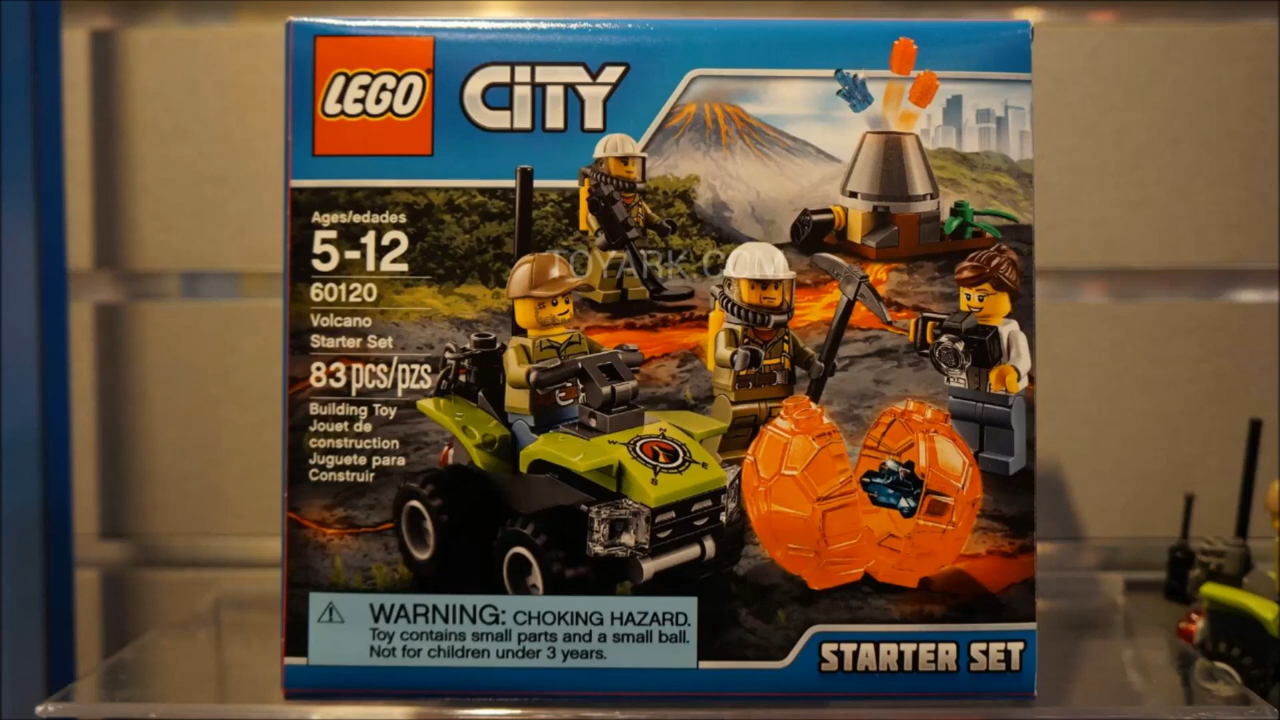 LEGO
CITY
Ages/edades
5-12
60120
Volcano
Starter Set
83 pcs/pzs
Building Toy
Jouet de
construction
Juguete para
Construir
TOYARK.C
N
E
S
W
WARNING: CHOKING HAZARD.
Toy contains small parts and a small ball.
Not for children under 3 years.
STARTER SET